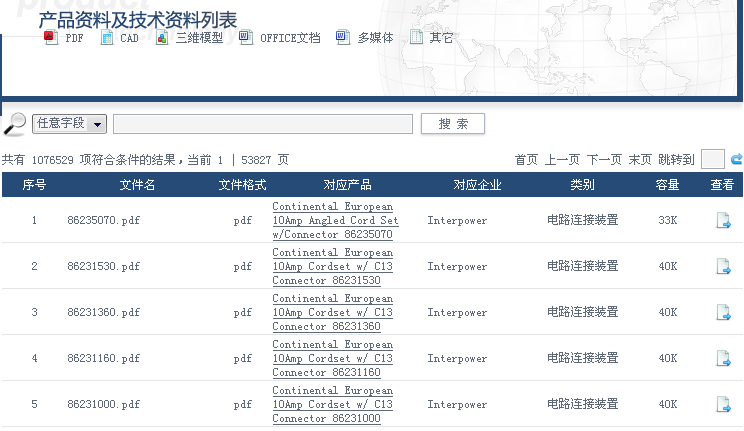 product
产品资料及技术资料列表
PDF CAD 三维模型 OFFICE文档 多媒体 其它
任意字段 搜 索
共有 1076529 项符合条件的结果，当前 1 | 53827 页 首页 上一页 下一页 末页 跳转到
序号 文件名 文件格式 对应产品 对应企业 类别 容量 查看
1 86235070.pdf pdf Continental European 10Amp Angled Cord Set w/Connector 86235070 Interpower 电路连接装置 33K
2 86231530.pdf pdf Continental European 10Amp Cordset w/ C13 Connector 86231530 Interpower 电路连接装置 40K
3 86231360.pdf pdf Continental European 10Amp Cordset w/ C13 Connector 86231360 Interpower 电路连接装置 40K
4 86231160.pdf pdf Continental European 10Amp Cordset w/ C13 Connector 86231160 Interpower 电路连接装置 40K
5 86231000.pdf pdf Continental European 10Amp Cordset w/ C13 Connector 86231000 Interpower 电路连接装置 40K